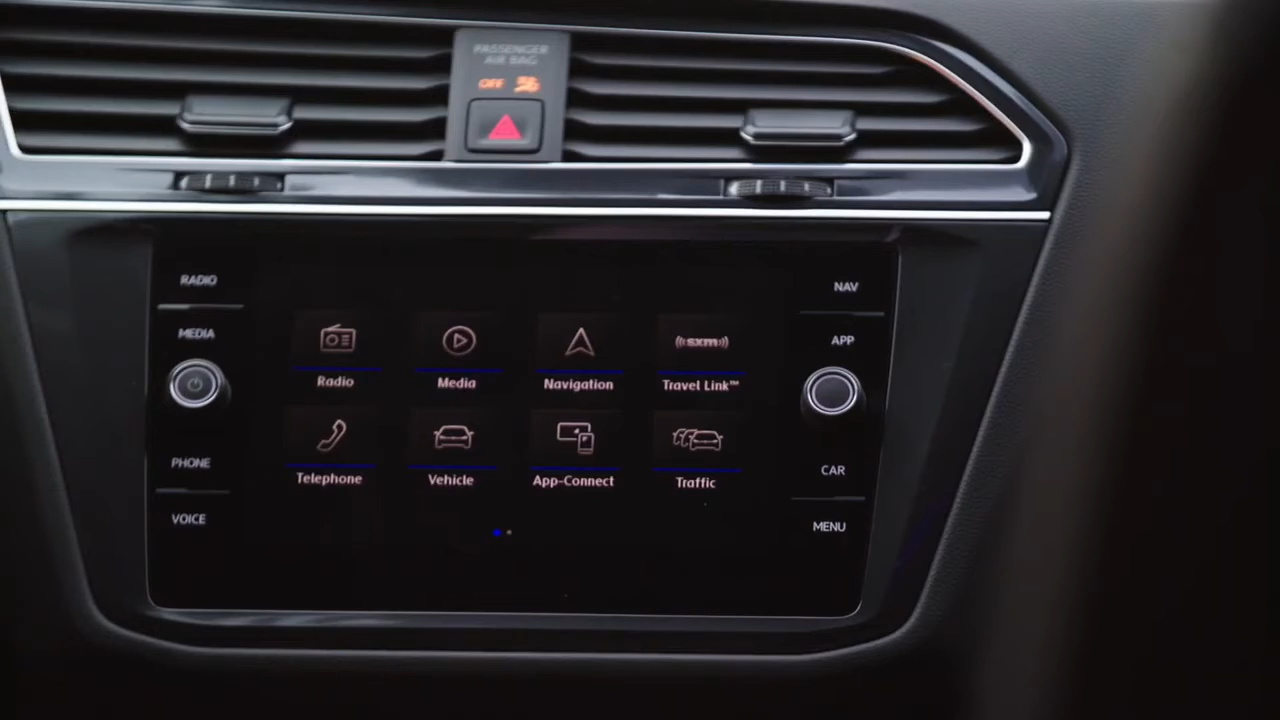 PASSENGER
AIR BAG
OFF
RADIO
NAV
MEDIA
APP
sxm
Radio
Media
Navigation
Travel Link™
PHONE
CAR
Telephone
Vehicle
App-Connect
Traffic
VOICE
MENU